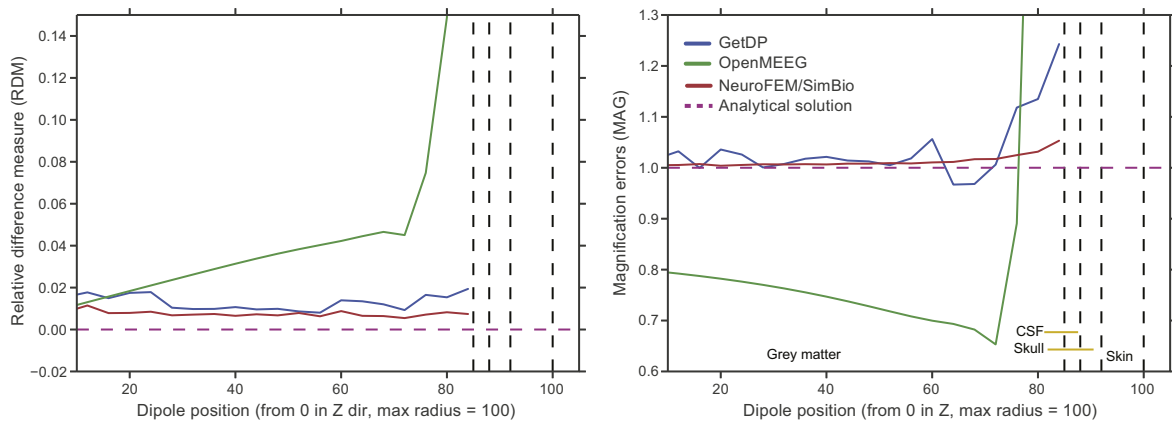 Relative difference measure (RDM)
0.14
0.12
0.10
0.08
0.06
0.04
0.02
0.00
−0.02
20
40
60
80
100
Dipole position (from 0 in Z dir, max radius = 100)
Magnification errors (MAG)
1.3
1.2
1.1
1.0
0.9
0.8
0.7
0.6
GetDP
OpenMEEG
NeuroFEM/SimBio
Analytical solution
CSF
Skull
Grey matter
Skin
20
40
60
80
100
Dipole position (from 0 in Z, max radius = 100)